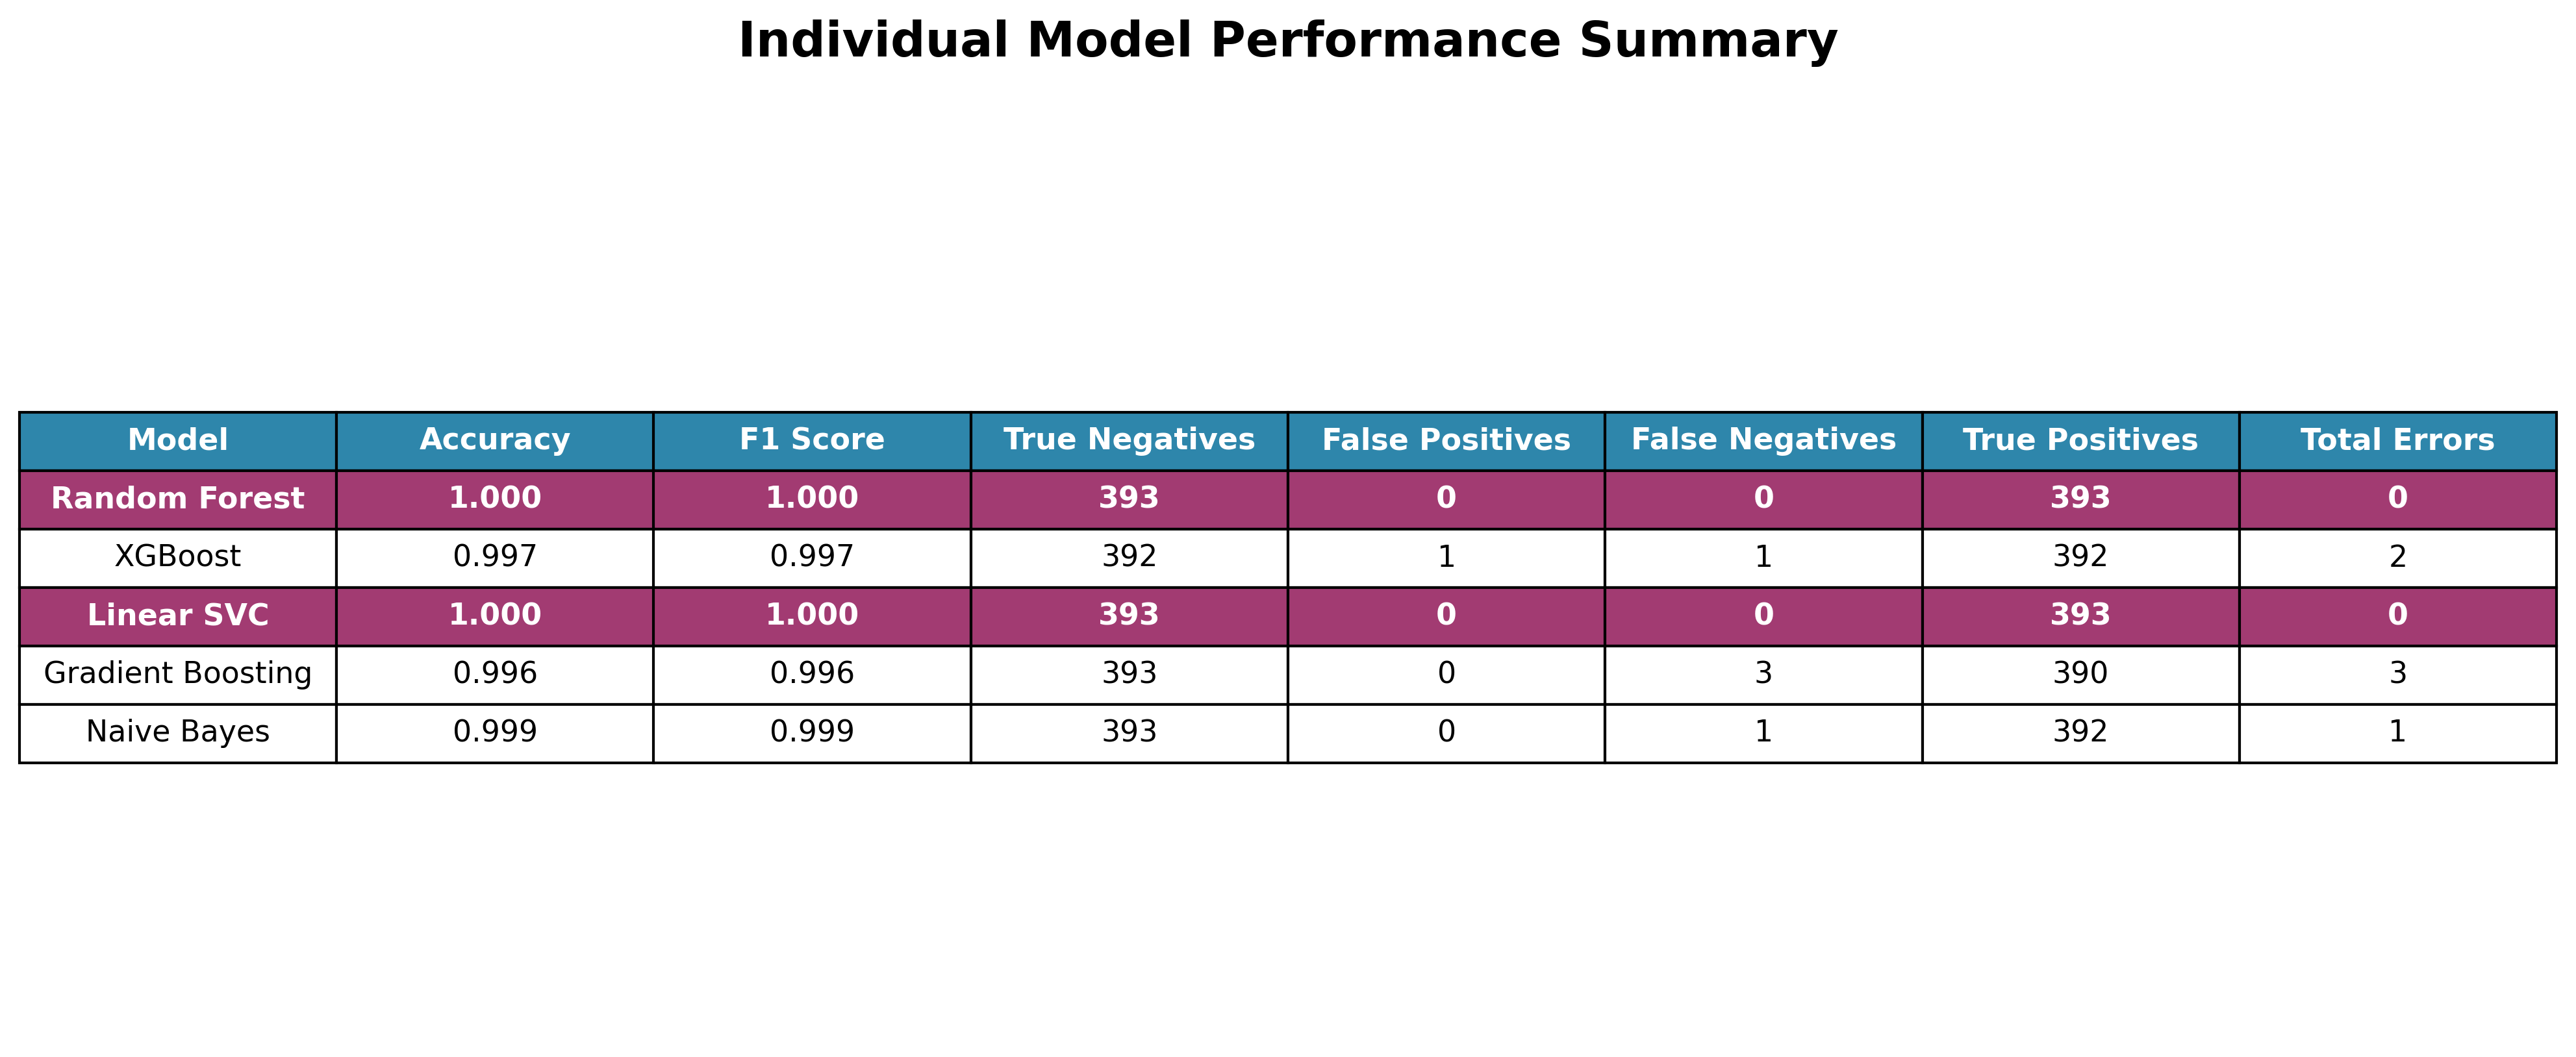 Individual Model Performance Summary
Model Accuracy F1 Score True Negatives False Positives False Negatives True Positives Total Errors
Random Forest 1.000 1.000 393 0 0 393 0
XGBoost 0.997 0.997 392 1 1 392 2
Linear SVC 1.000 1.000 393 0 0 393 0
Gradient Boosting 0.996 0.996 393 0 3 390 3
Naive Bayes 0.999 0.999 393 0 1 392 1